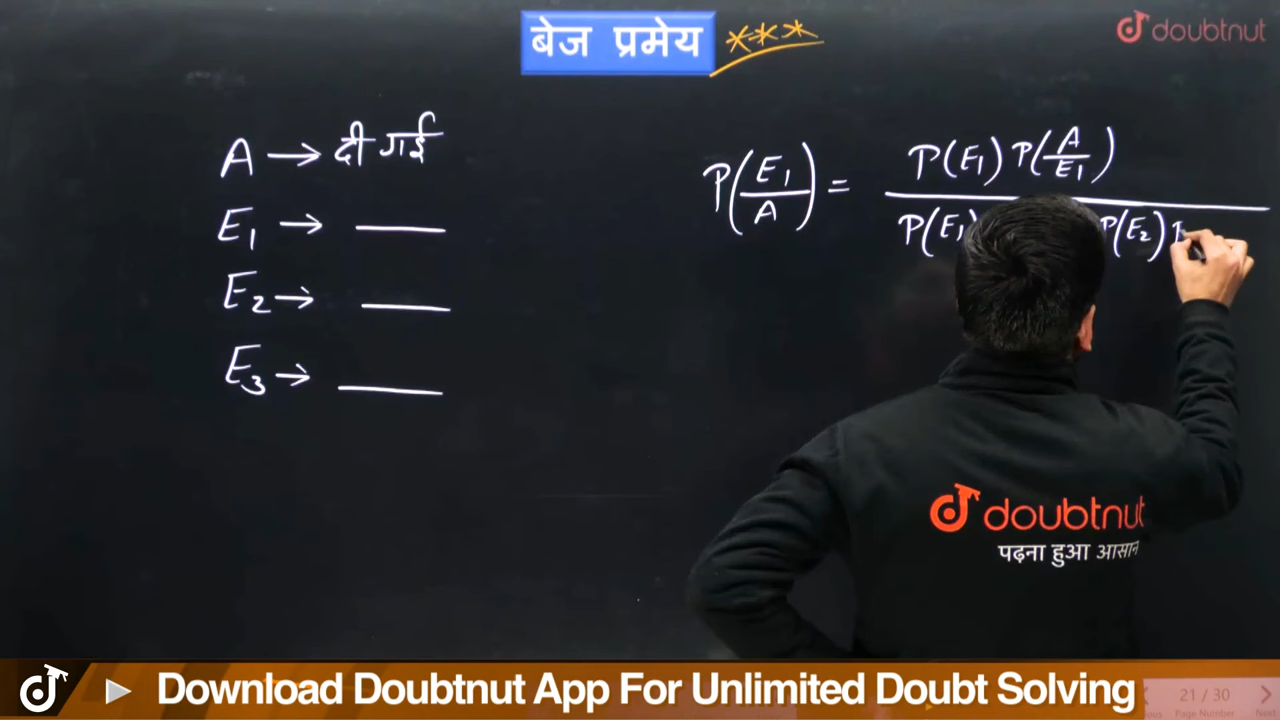 बेज प्रमेय ***
doubtnut
A → दी गई
E₁ →
E₂ →
E₃ →
P(E₁/A) = P(E₁) P(A/E₁)
P(E₁) P(E₂) P
doubtnut
पढ़ना हुआ आसान
Download Doubtnut App For Unlimited Doubt Solving
21 / 30
Page Number
Next